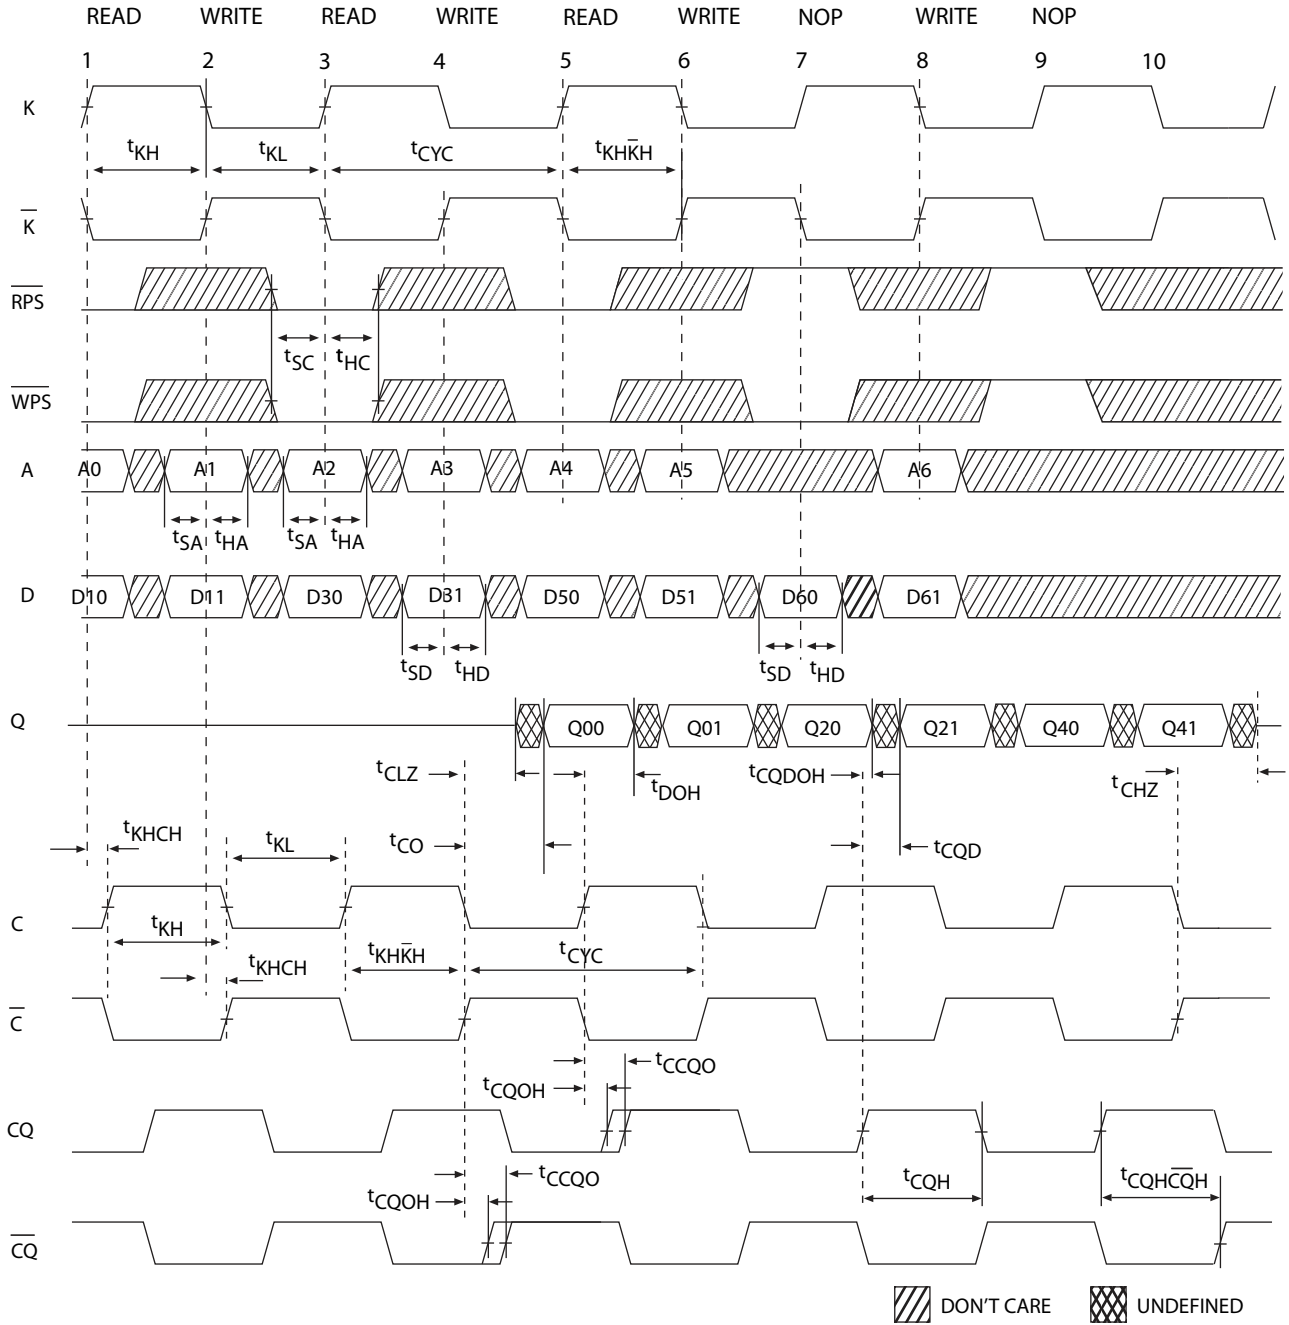 READ WRITE READ WRITE READ WRITE NOP WRITE NOP
1 2 3 4 5 6 7 8 9 10
K
tKH tKL tCYC tKHK̅H
K̅
R̅P̅S̅
tSC tHC
W̅P̅S̅
A A0 A1 A2 A3 A4 A5 A6
tSA tHA tSA tHA
D D10 D11 D30 D31 D50 D51 D60 D61
tSD tHD tSD tHD
Q Q00 Q01 Q20 Q21 Q40 Q41
tCLZ tDOH tCQDOH tCHZ
tKHCH tKL tCO tCQD
C
tKH tKHK̅H tCYC
tKHCH
C̅
tCCQO
tCQOH
CQ
tCCQO tCQH tCQHC̅Q̅H
tCQOH
C̅Q̅
DON'T CARE UNDEFINED